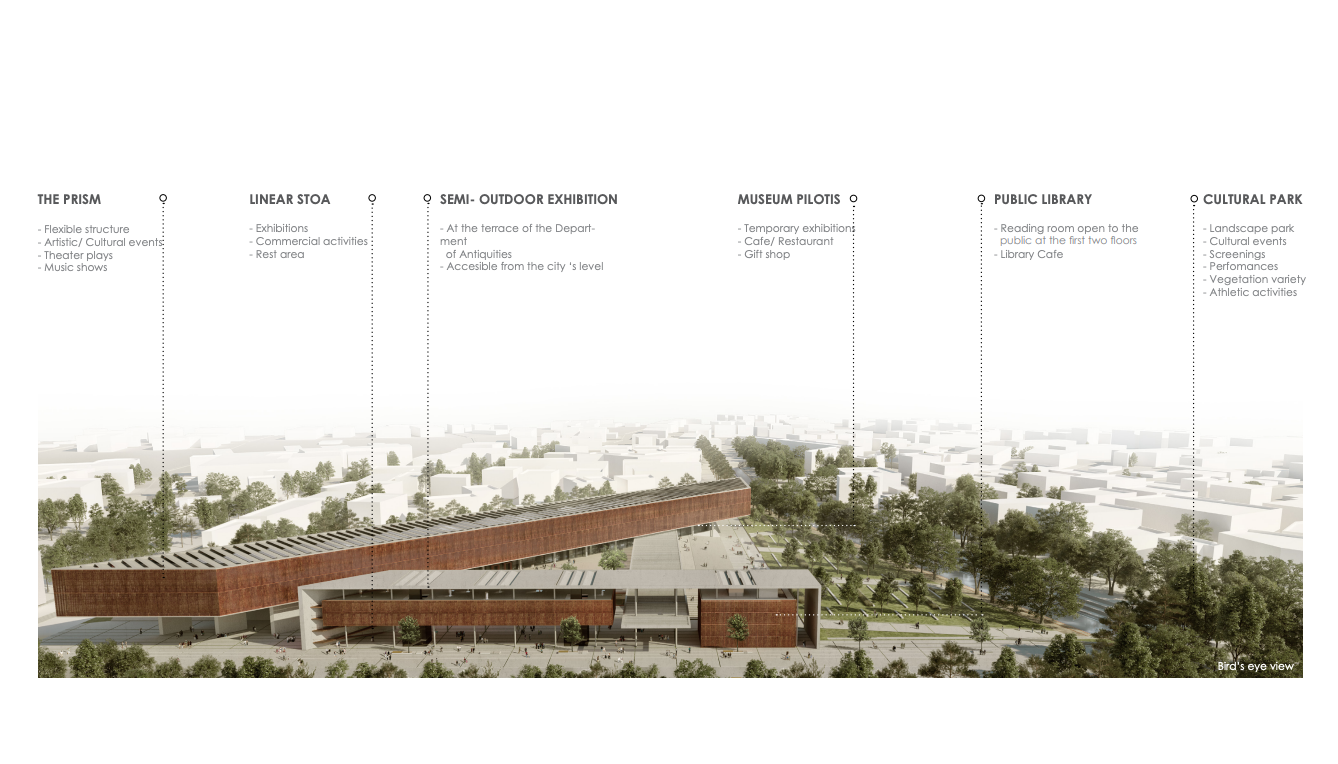 THE PRISM
- Flexible structure
- Artistic/ Cultural events
- Theater plays
- Music shows
LINEAR STOA
- Exhibitions
- Commercial activities
- Rest area
SEMI- OUTDOOR EXHIBITION
- At the terrace of the Depart-
ment
of Antiquities
- Accesible from the city ‘s level
MUSEUM PILOTIS
- Temporary exhibitions
- Cafe/ Restaurant
- Gift shop
PUBLIC LIBRARY
- Reading room open to the
public at the first two floors
- Library Cafe
CULTURAL PARK
- Landscape park
- Cultural events
- Screenings
- Perfomances
- Vegetation variety
- Athletic activities
Bird's eye view